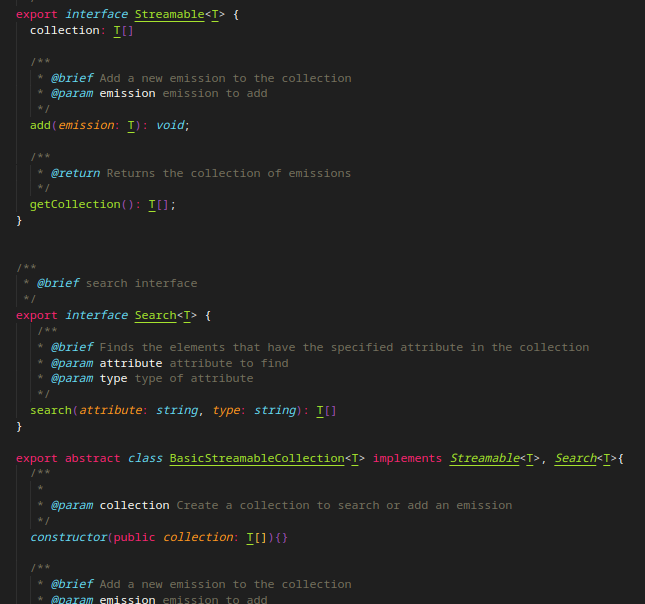 export interface Streamable<T> {
  collection: T[]

  /**
   * @brief Add a new emission to the collection
   * @param emission emission to add
   */
  add(emission: T): void;

  /**
   * @return Returns the collection of emissions
   */
  getCollection(): T[];
}


/**
 * @brief search interface
 */
export interface Search<T> {
  /**
   * @brief Finds the elements that have the specified attribute in the collection
   * @param attribute attribute to find
   * @param type type of attribute
   */
  search(attribute: string, type: string): T[]
}

export abstract class BasicStreamableCollection<T> implements Streamable<T>, Search<T>{
  /**
   *
   * @param collection Create a collection to search or add an emission
   */
  constructor(public collection: T[]){}

  /**
   * @brief Add a new emission to the collection
   * @param emission emission to add